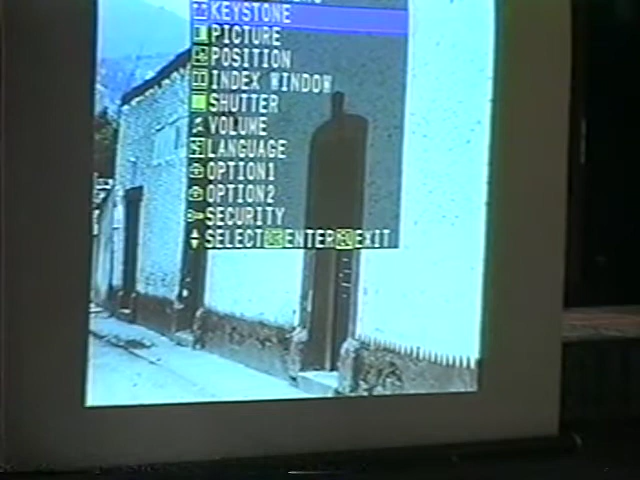 KEYSTONE
PICTURE
POSITION
INDEX WINDOW
SHUTTER
VOLUME
LANGUAGE
OPTION1
OPTION2
SECURITY
SELECT ENTER EXIT